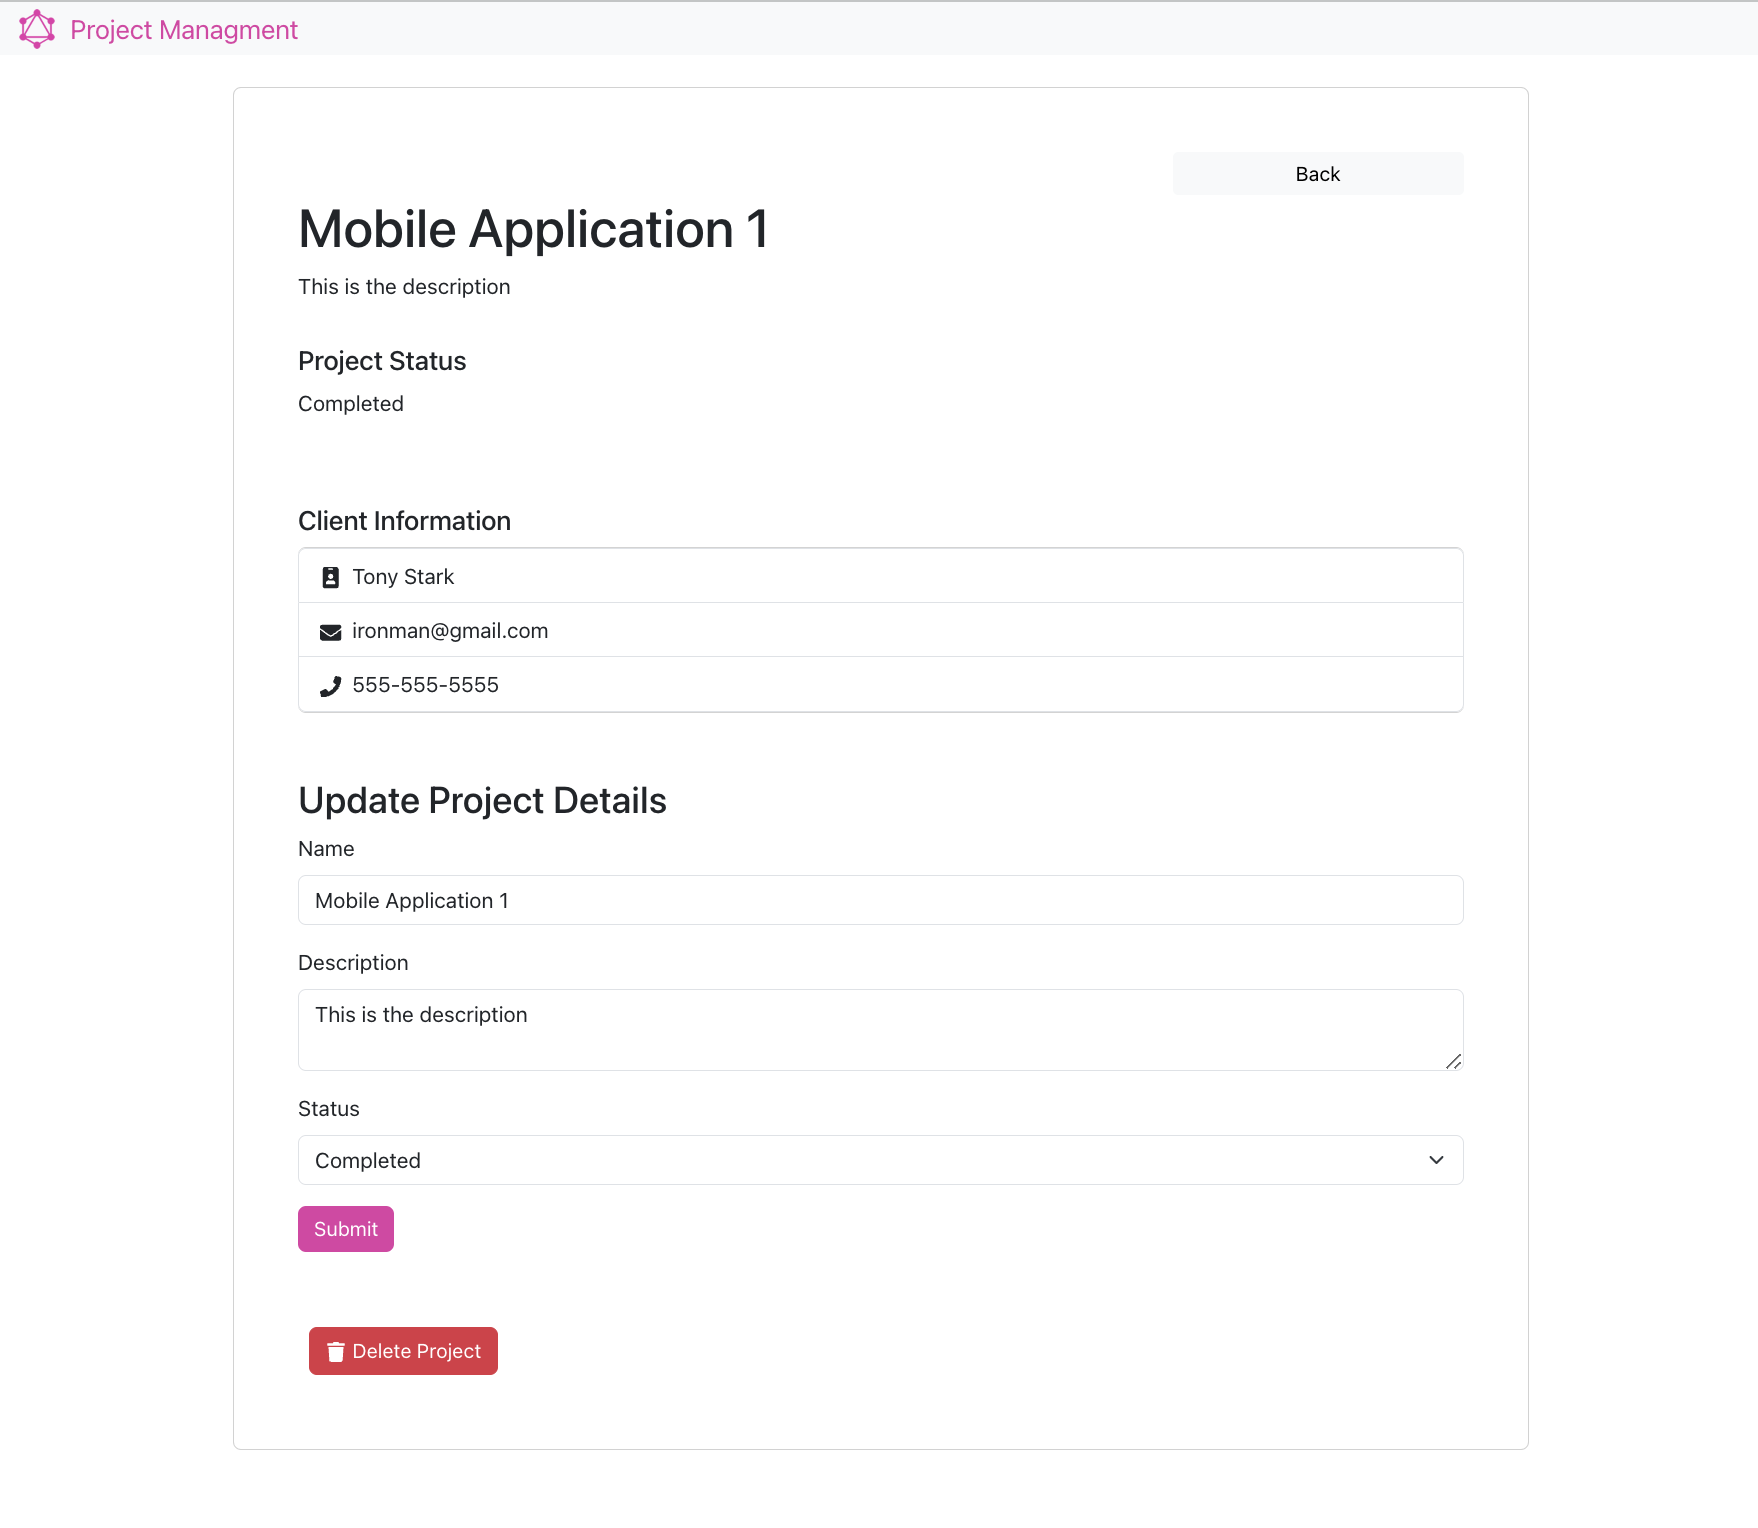 Project Managment
Back
Mobile Application 1
This is the description
Project Status
Completed
Client Information
Tony Stark
ironman@gmail.com
555-555-5555
Update Project Details
Name
Mobile Application 1
Description
This is the description
Status
Completed
Submit
Delete Project